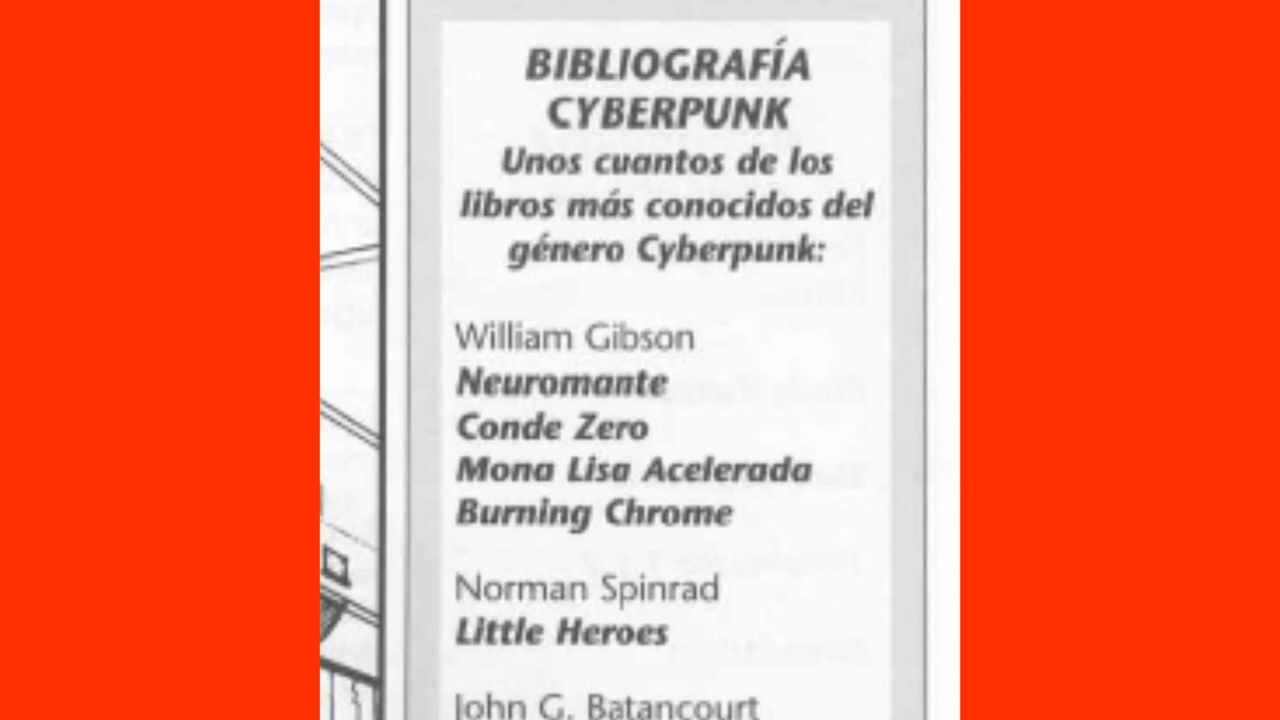 BIBLIOGRAFÍA
CYBERPUNK
Unos cuantos de los
libros más conocidos del
género Cyberpunk:
William Gibson
Neuromante
Conde Zero
Mona Lisa Acelerada
Burning Chrome
Norman Spinrad
Little Heroes
John G. Batancourt